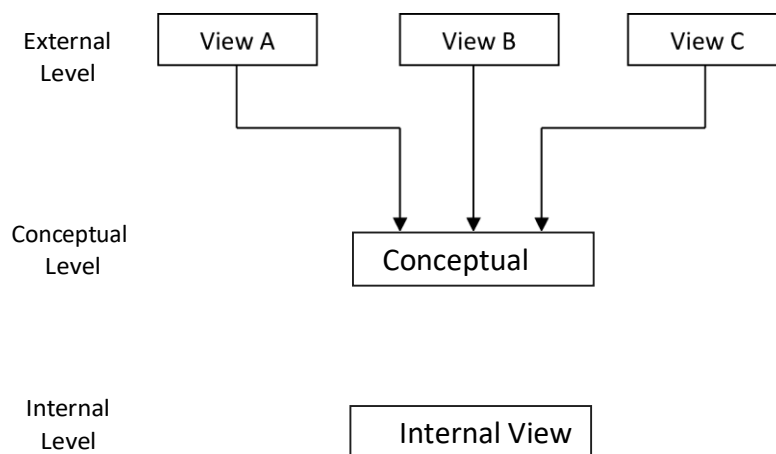 External
Level
View A
View B
View C
Conceptual
Level
Conceptual
Internal
Level
Internal View